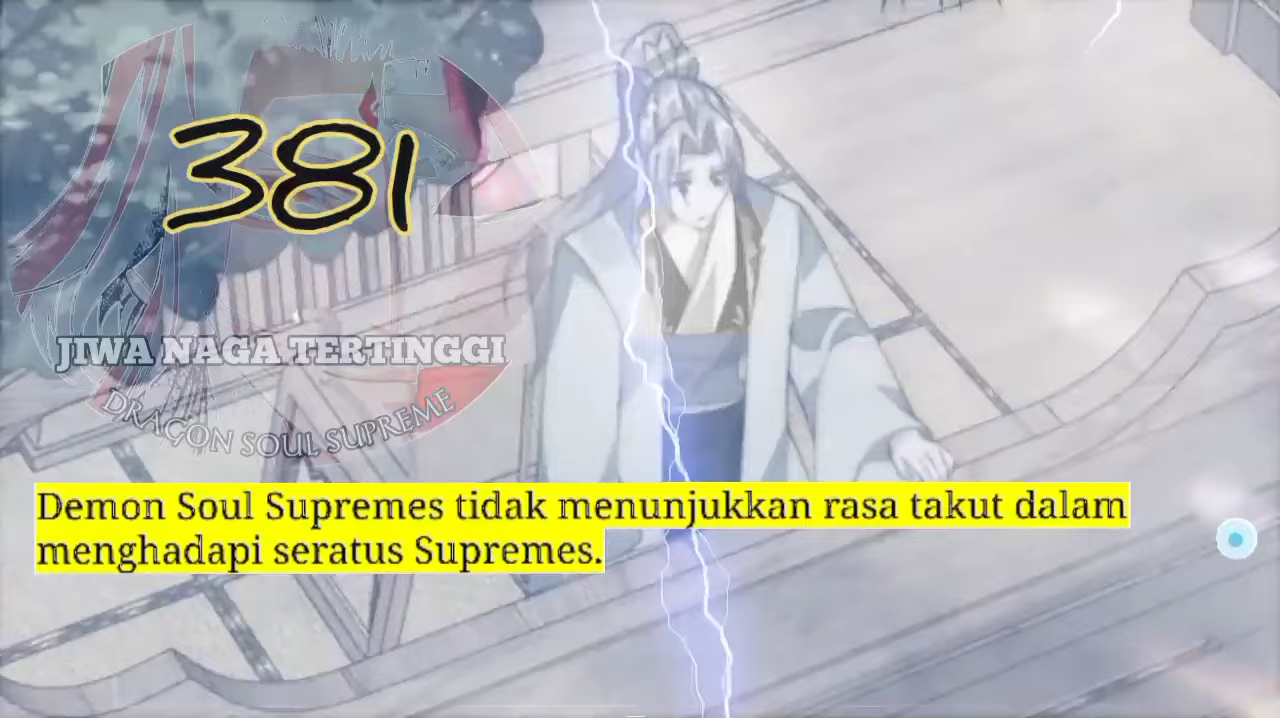 381
JIWA NAGA TERTINGGI
DRAGON SOUL SUPREME
Demon Soul Supremes tidak menunjukkan rasa takut dalam
menghadapi seratus Supremes.